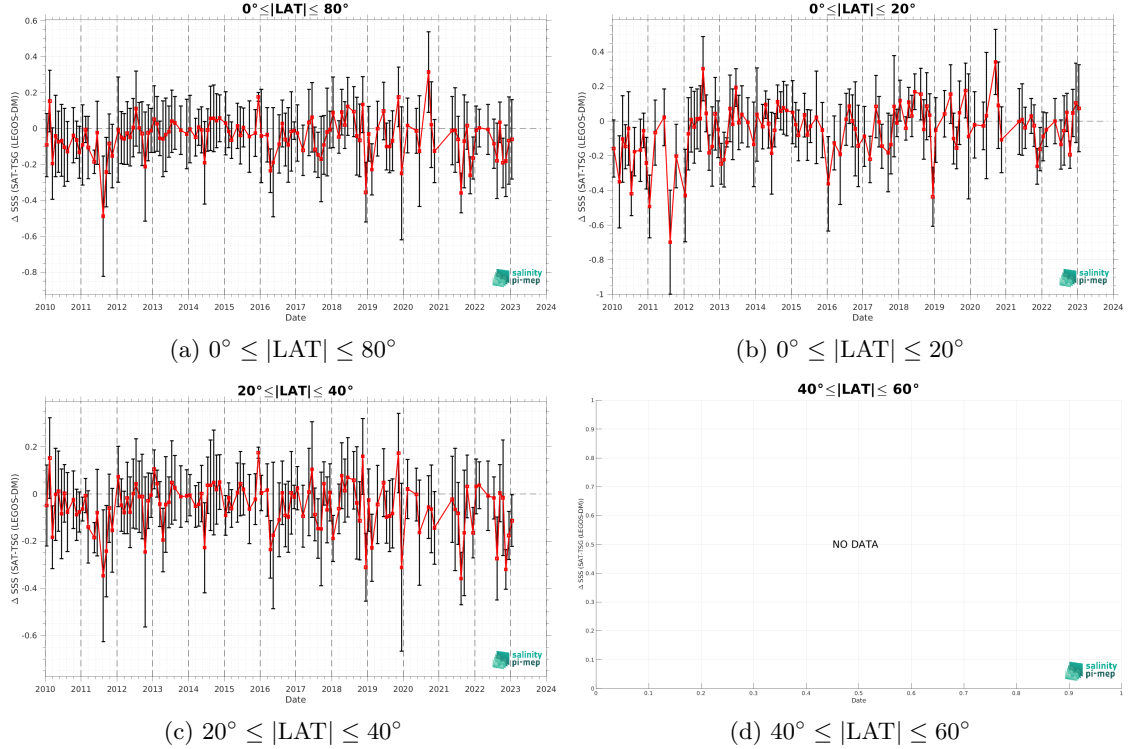 0°≤|LAT|≤ 80°
Δ SSS (SAT-TSG (LEGOS-DM))
0.6
0.4
0.2
0
-0.2
-0.4
-0.6
-0.8
2010 2011 2012 2013 2014 2015 2016 2017 2018 2019 2020 2021 2022 2023 2024
Date
salinity
pi-mep
(a) 0° ≤ |LAT| ≤ 80°
0°≤|LAT|≤ 20°
Δ SSS (SAT-TSG (LEGOS-DM))
0.4
0.2
0
-0.2
-0.4
-0.6
-0.8
-1
2010 2011 2012 2013 2014 2015 2016 2017 2018 2019 2020 2021 2022 2023 2024
Date
salinity
pi-mep
(b) 0° ≤ |LAT| ≤ 20°
20°≤|LAT|≤ 40°
Δ SSS (SAT-TSG (LEGOS-DM))
0.2
0
-0.2
-0.4
-0.6
2010 2011 2012 2013 2014 2015 2016 2017 2018 2019 2020 2021 2022 2023 2024
Date
salinity
pi-mep
(c) 20° ≤ |LAT| ≤ 40°
40°≤|LAT|≤ 60°
Δ SSS (SAT-TSG (LEGOS-DM))
1
0.9
0.8
0.7
0.6
0.5
0.4
0.3
0.2
0.1
0
NO DATA
0 0.1 0.2 0.3 0.4 0.5 0.6 0.7 0.8 0.9 1
Date
salinity
pi-mep
(d) 40° ≤ |LAT| ≤ 60°